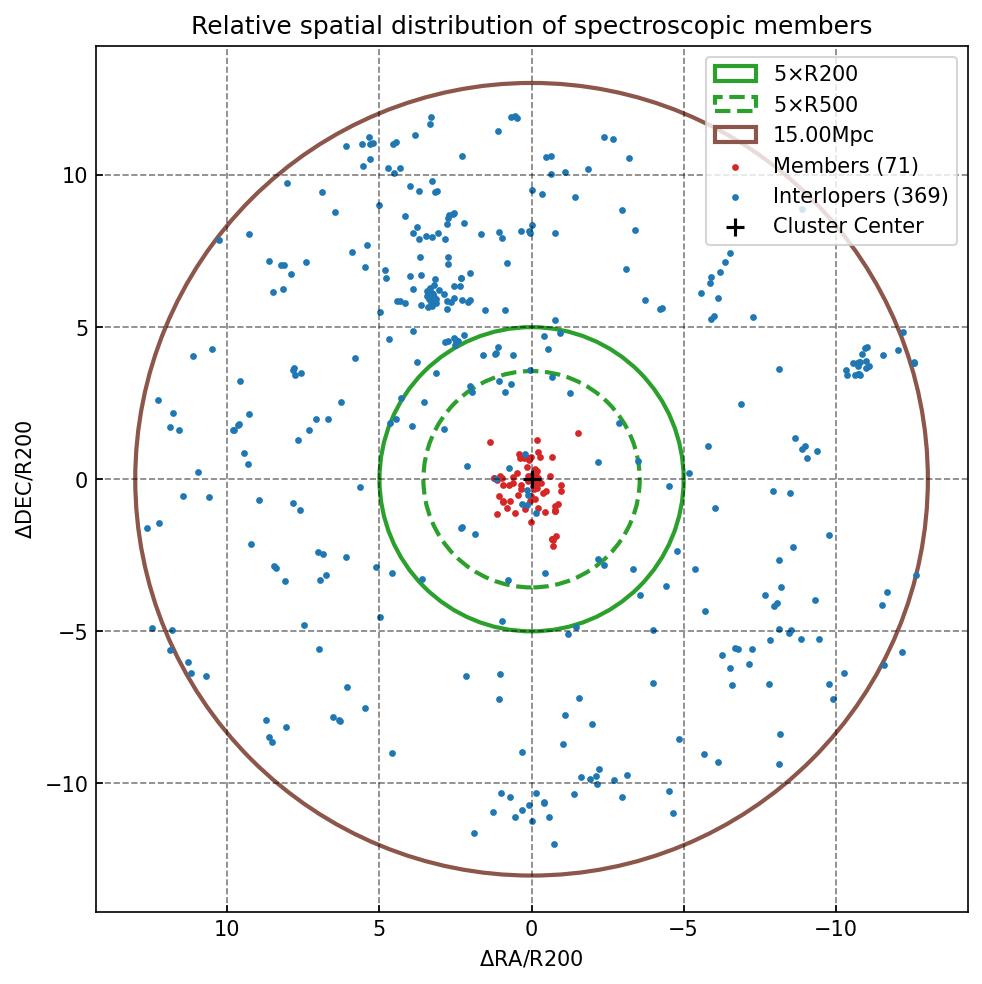 Relative spatial distribution of spectroscopic members
5×R200
5×R500
15.00Mpc
Members (71)
Interlopers (369)
Cluster Center
10
5
0
−5
−10
ΔDEC/R200
10
5
0
−5
−10
ΔRA/R200